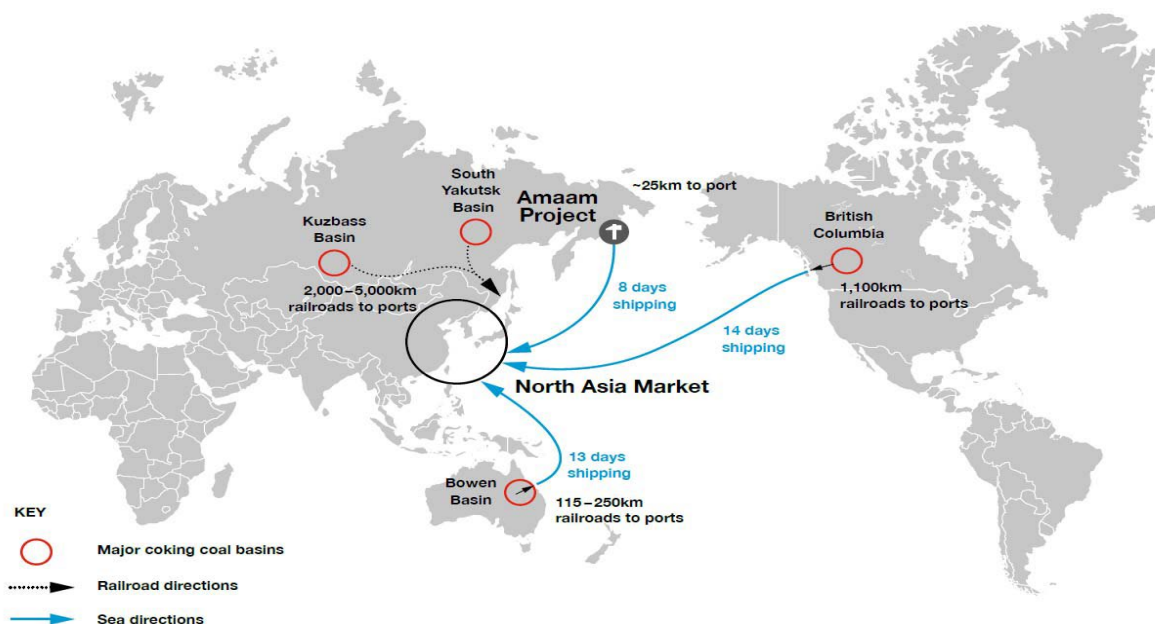 South
Yakutsk
Basin
Amaam
Project
~25km to port
Kuzbass
Basin
British
Columbia
2,000–5,000km
railroads to ports
8 days
shipping
1,100km
railroads to ports
14 days
shipping
North Asia Market
13 days
shipping
Bowen
Basin
115–250km
railroads to ports
KEY
Major coking coal basins
Railroad directions
Sea directions